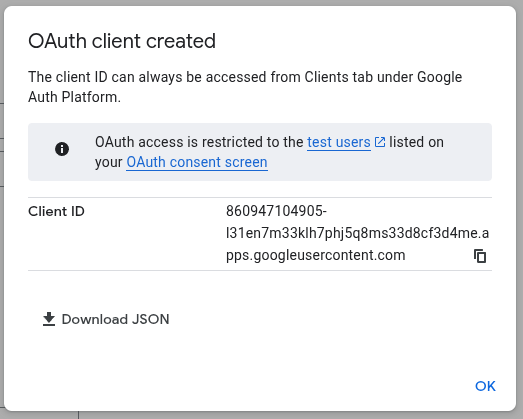 OAuth client created
The client ID can always be accessed from Clients tab under Google
Auth Platform.
OAuth access is restricted to the test users listed on
your OAuth consent screen
Client ID
860947104905-
l31en7m33klh7phj5q8ms33d8cf3d4me.a
pps.googleusercontent.com
Download JSON
OK